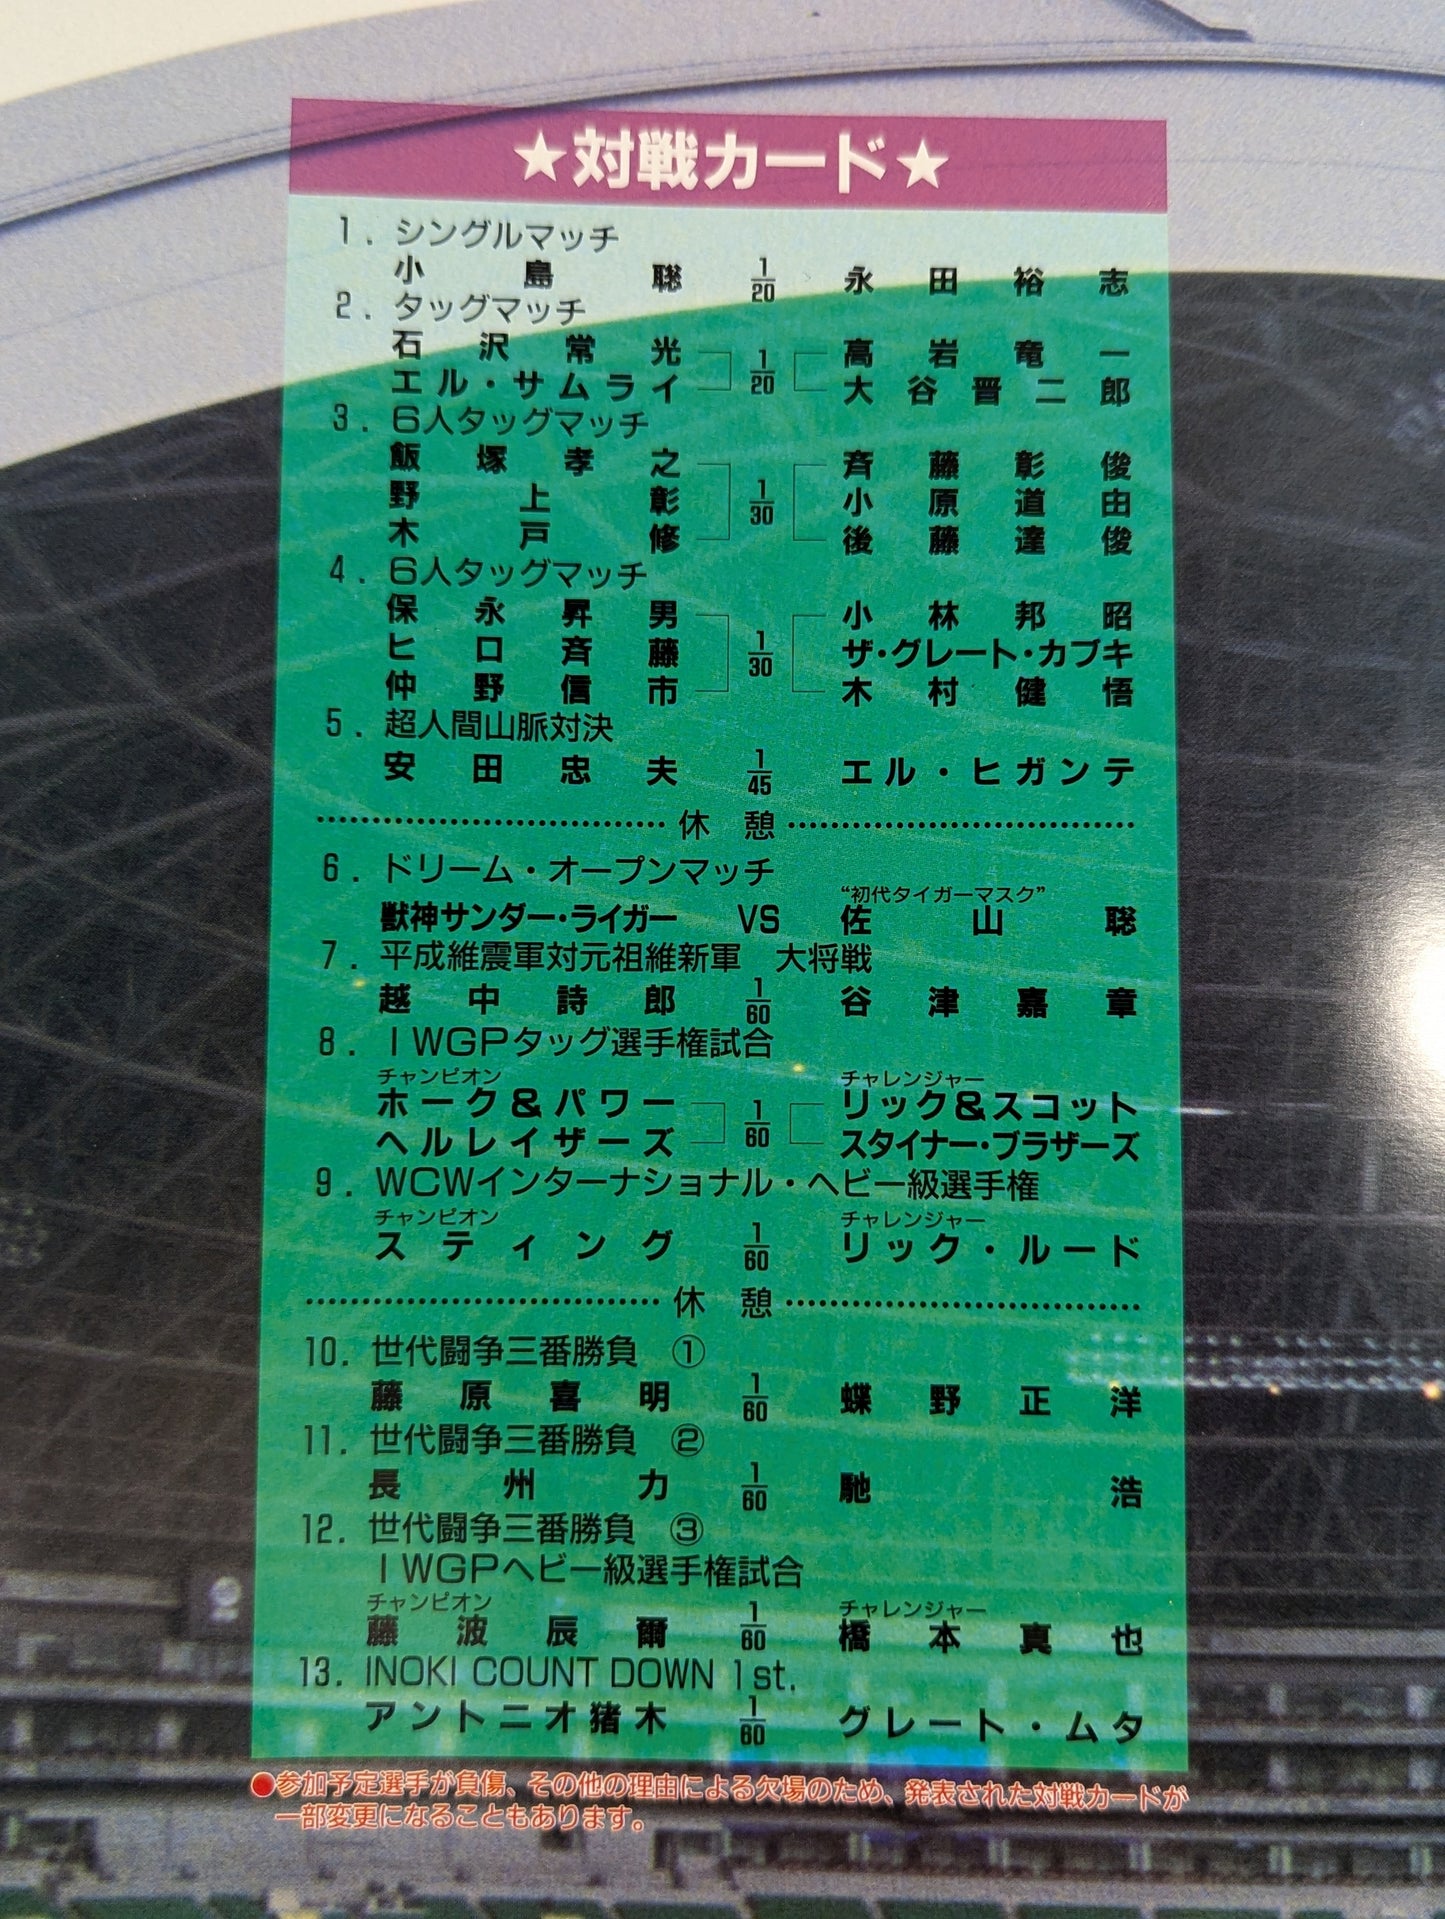 ★対戦カード★
1. シングルマッチ
小島聡 1/20 永田裕志
2. タッグマッチ
石沢常光 1/20 高岩竜一
エル・サムライ 大谷晋二郎
3. 6人タッグマッチ
飯塚孝之 斉藤彰俊
野上彰 1/30 小原道由
木戸修 後藤達俊
4. 6人タッグマッチ
保永昇男 小林邦昭
ヒロ斉藤 1/30 ザ・グレート・カブキ
仲野信市 木村健悟
5. 超人間山脈対決
安田忠夫 1/45 エル・ヒガンテ
休憩
6. ドリーム・オープンマッチ
“初代タイガーマスク”
獣神サンダー・ライガー VS 佐山聡
7. 平成維震軍対元祖維新軍 大将戦
越中詩郎 1/60 谷津嘉章
8. IWGPタッグ選手権試合
チャンピオン チャレンジャー
ホーク&パワー 1/60 リック&スコット
ヘルレイザーズ スタイナー・ブラザーズ
9. WCWインターナショナル・ヘビー級選手権
チャンピオン チャレンジャー
スティング 1/60 リック・ルード
休憩
10. 世代闘争三番勝負 ①
藤原喜明 1/60 蝶野正洋
11. 世代闘争三番勝負 ②
長州力 1/60 馳浩
12. 世代闘争三番勝負 ③
IWGPヘビー級選手権試合
チャンピオン チャレンジャー
藤波辰爾 1/60 橋本真也
13. INOKI COUNT DOWN 1st.
アントニオ猪木 1/60 グレート・ムタ
●参加予定選手が負傷、その他の理由による欠場のため、発表された対戦カードが
一部変更になることもあります。